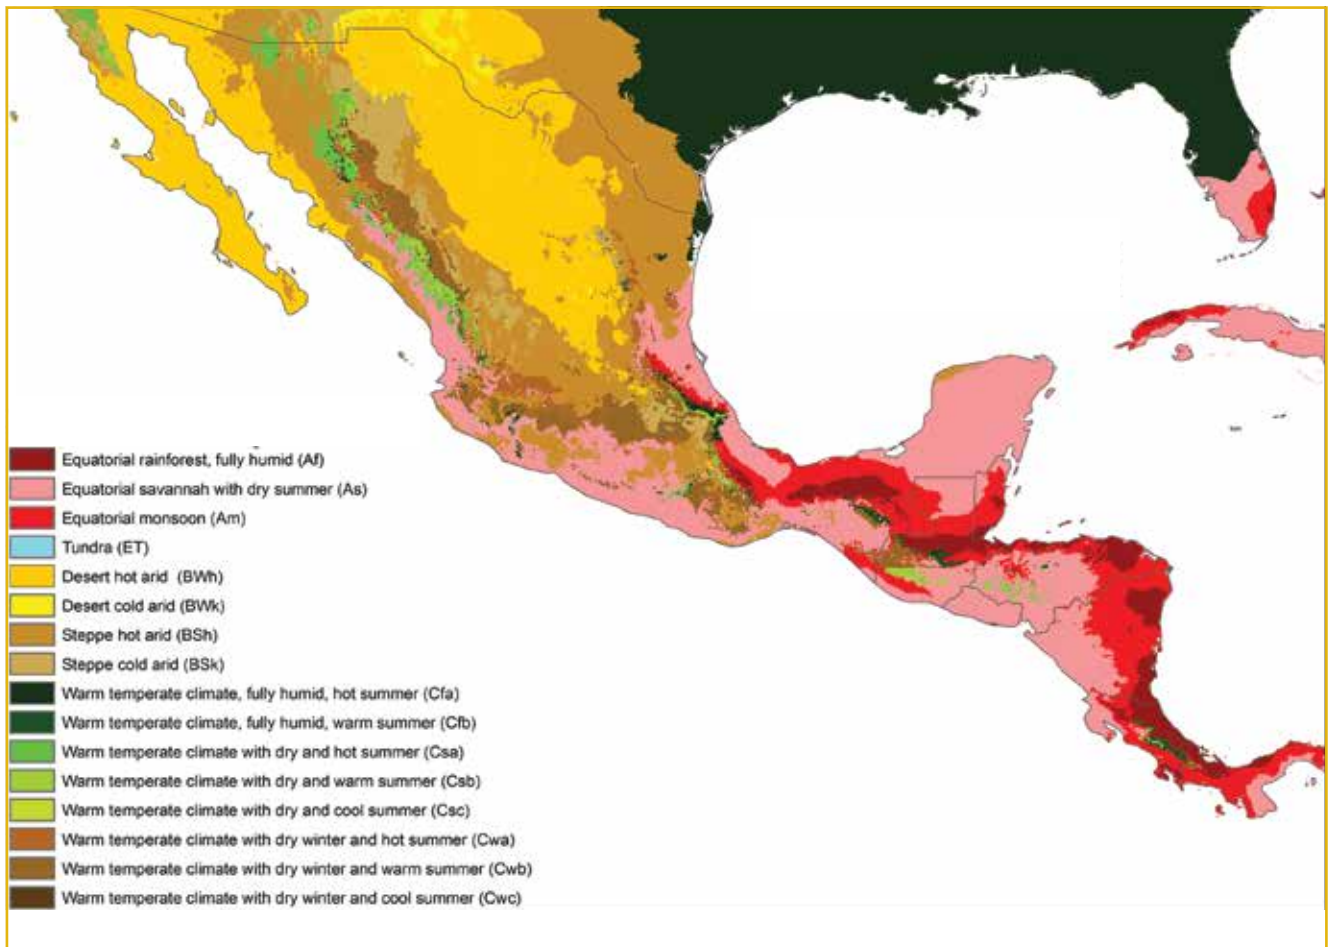 Equatorial rainforest, fully humid (Af)
Equatorial savannah with dry summer (As)
Equatorial monsoon (Am)
Tundra (ET)
Desert hot arid (BWh)
Desert cold arid (BWk)
Steppe hot arid (BSh)
Steppe cold arid (BSk)
Warm temperate climate, fully humid, hot summer (Cfa)
Warm temperate climate, fully humid, warm summer (Cfb)
Warm temperate climate with dry and hot summer (Csa)
Warm temperate climate with dry and warm summer (Csb)
Warm temperate climate with dry and cool summer (Csc)
Warm temperate climate with dry winter and hot summer (Cwa)
Warm temperate climate with dry winter and warm summer (Cwb)
Warm temperate climate with dry winter and cool summer (Cwc)